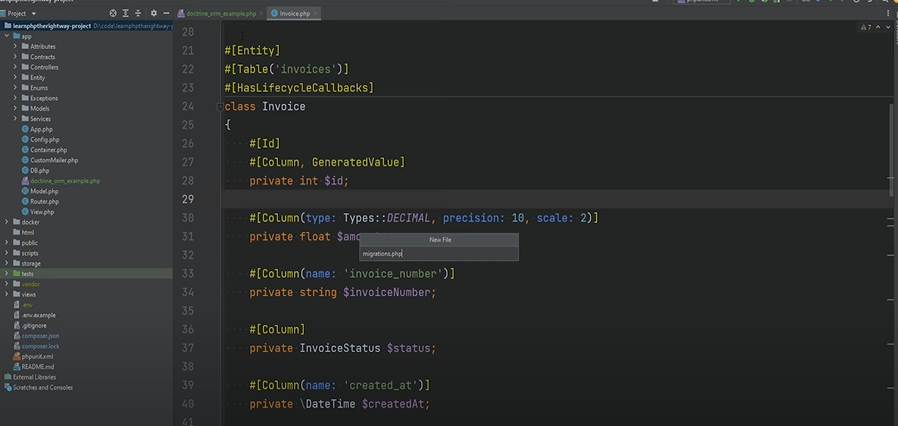 Project
learnphptherightway-project D:\code\learnphptherightway-p
app
Attributes
Contracts
Controllers
Entity
Enums
Exceptions
Models
Services
App.php
Config.php
Container.php
CustomMailer.php
DB.php
doctrine_orm_example.php
Model.php
Router.php
View.php
docker
html
public
scripts
storage
tests
vendor
views
.env
.env.example
.gitignore
composer.json
composer.lock
phpunit.xml
README.md
External Libraries
Scratches and Consoles
doctrine_orm_example.php
Invoice.php
7
20
21 #[Entity]
22 #[Table('invoices')]
23 #[HasLifecycleCallbacks]
24 class Invoice
25 {
26 #[Id]
27 #[Column, GeneratedValue]
28 private int $id;
29
30 #[Column(type: Types::DECIMAL, precision: 10, scale: 2)]
31 private float $amo
New File
migrations.php
32
33 #[Column(name: 'invoice_number')]
34 private string $invoiceNumber;
35
36 #[Column]
37 private InvoiceStatus $status;
38
39 #[Column(name: 'created_at')]
40 private \DateTime $createdAt;
41